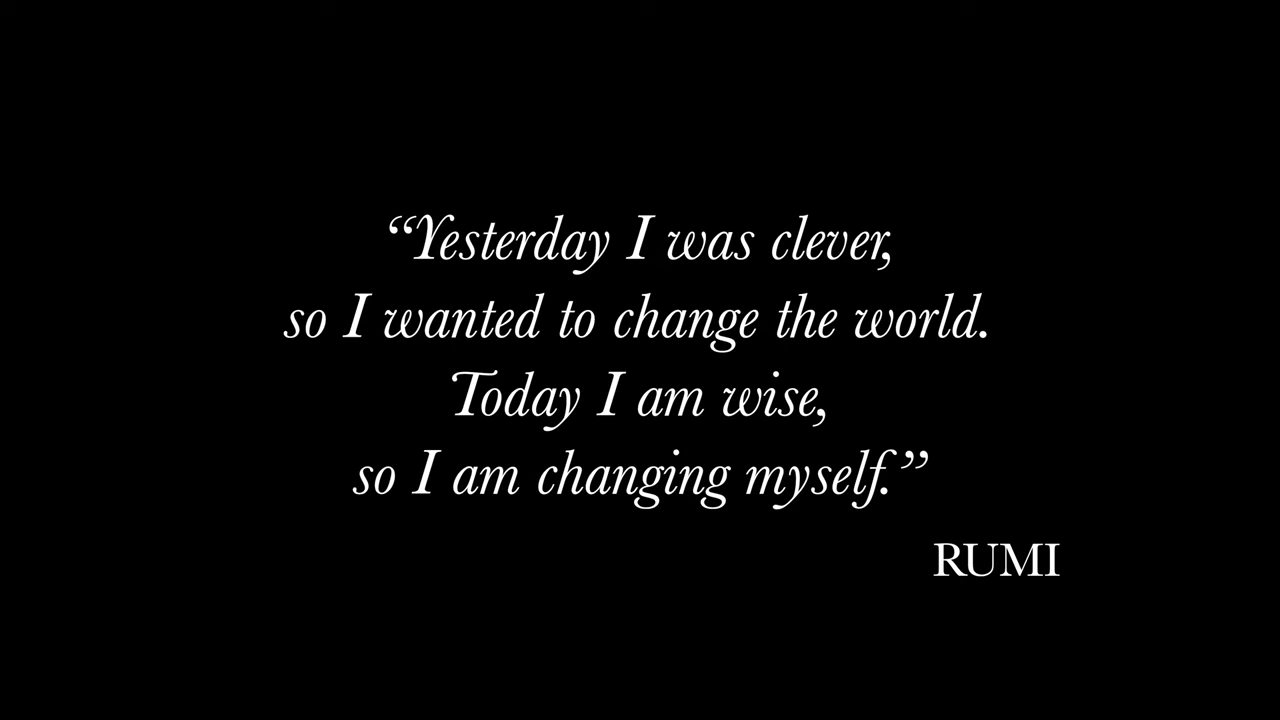 “Yesterday I was clever,
so I wanted to change the world.
Today I am wise,
so I am changing myself.”
RUMI